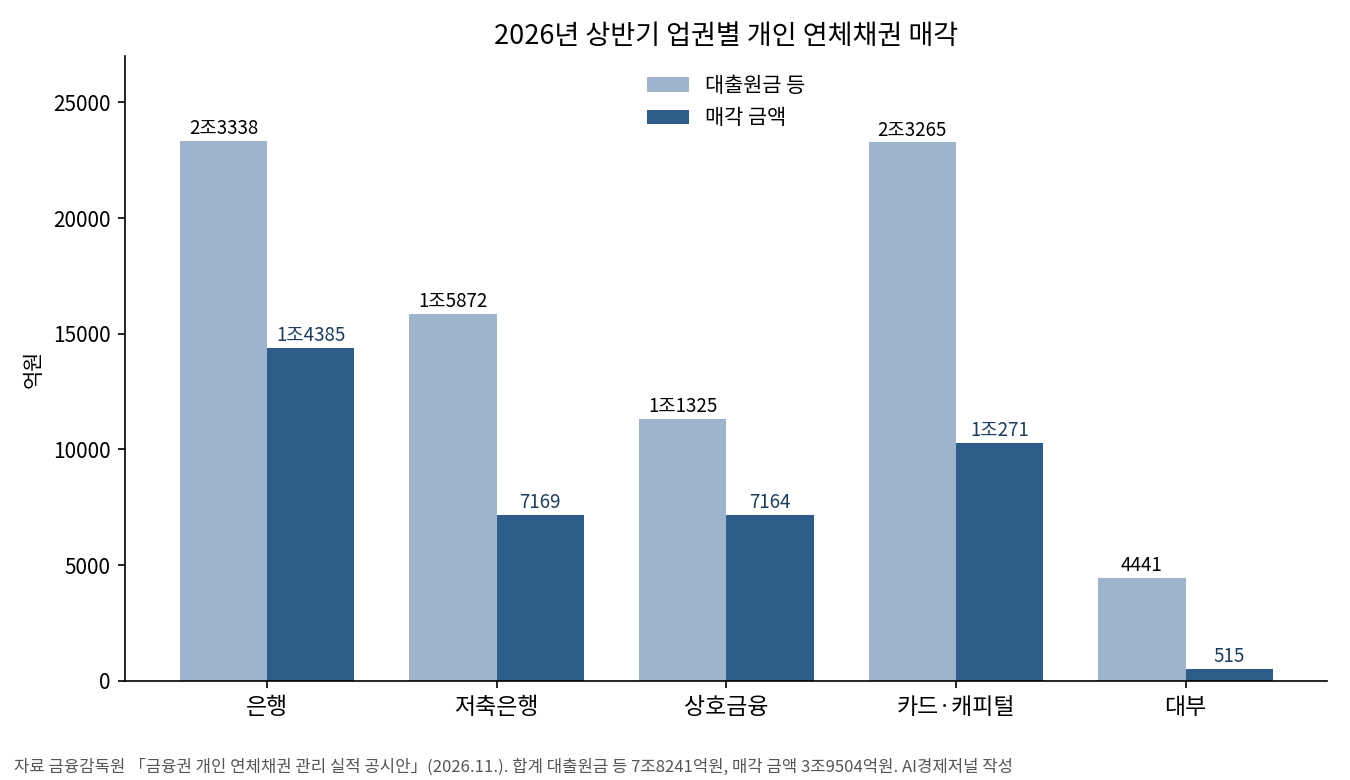 2026년 상반기 업권별 개인 연체채권 매각
대출원금 등
매각 금액
억원
25000
20000
15000
10000
5000
0
2조3338
1조4385
1조5872
7169
1조1325
7164
2조3265
1조271
4441
515
은행
저축은행
상호금융
카드·캐피털
대부
자료 금융감독원 「금융권 개인 연체채권 관리 실적 공시안」(2026.11.). 합계 대출원금 등 7조8241억원, 매각 금액 3조9504억원. AI경제저널 작성